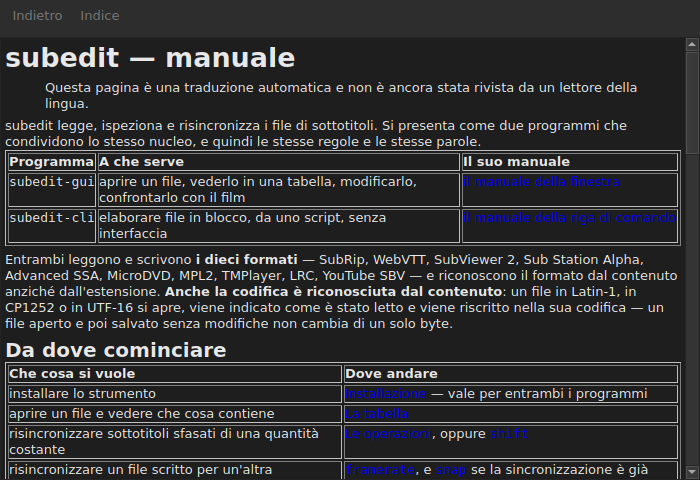 Indietro Indice
subedit — manuale
Questa pagina è una traduzione automatica e non è ancora stata rivista da un lettore della
lingua.
subedit legge, ispeziona e risincronizza i file di sottotitoli. Si presenta come due programmi che
condividono lo stesso nucleo, e quindi le stesse regole e le stesse parole.
Programma A che serve Il suo manuale
subedit-gui aprire un file, vederlo in una tabella, modificarlo, Il manuale della finestra
confrontarlo con il film
subedit-cli elaborare file in blocco, da uno script, senza Il manuale della riga di comando
interfaccia
Entrambi leggono e scrivono i dieci formati — SubRip, WebVTT, SubViewer 2, Sub Station Alpha,
Advanced SSA, MicroDVD, MPL2, TMPlayer, LRC, YouTube SBV — e riconoscono il formato dal contenuto
anziché dall'estensione. Anche la codifica è riconosciuta dal contenuto: un file in Latin-1, in
CP1252 o in UTF-16 si apre, viene indicato come è stato letto e viene riscritto nella sua codifica — un
file aperto e poi salvato senza modifiche non cambia di un solo byte.
Da dove cominciare
Che cosa si vuole Dove andare
installare lo strumento Installazione — vale per entrambi i programmi
aprire un file e vedere che cosa contiene La tabella
risincronizzare sottotitoli sfasati di una quantità Le operazioni, oppure shift
costante
risincronizzare un file scritto per un'altra framerate, e snap se la sincronizzazione è già